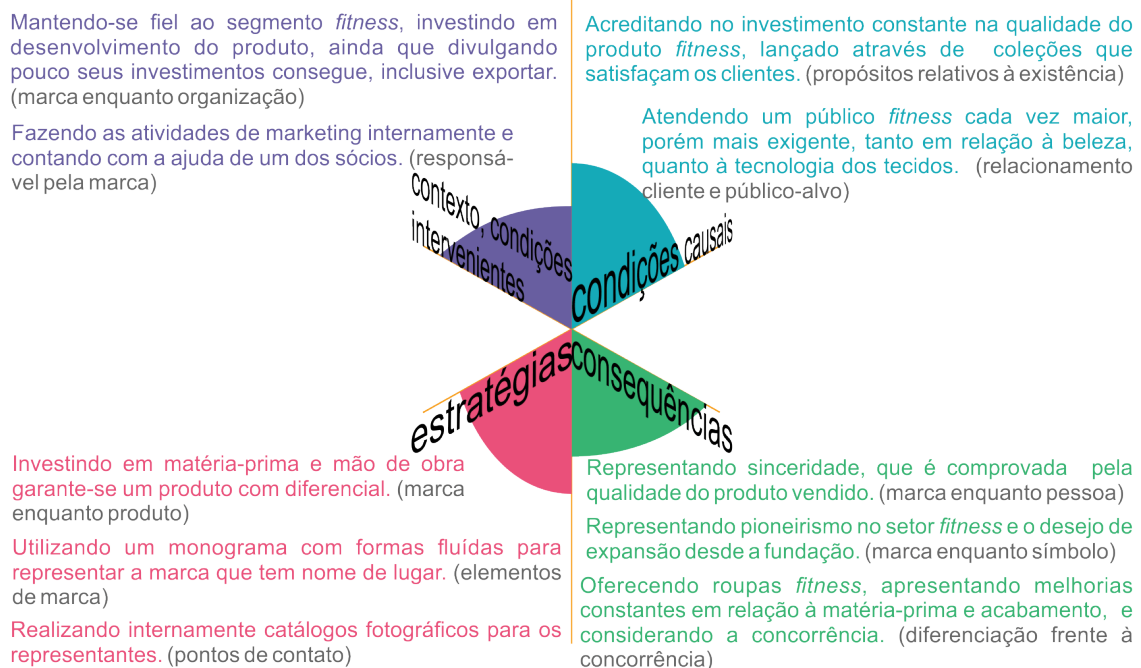 Mantendo-se fiel ao segmento fitness, investindo em
desenvolvimento do produto, ainda que divulgando
pouco seus investimentos consegue, inclusive exportar.
(marca enquanto organização)
Fazendo as atividades de marketing internamente e
contando com a ajuda de um dos sócios. (responsá-
vel pela marca)
contexto, condições
intervenientes
Acreditando no investimento constante na qualidade do
produto fitness, lançado através de coleções que
satisfaçam os clientes. (propósitos relativos à existência)
Atendendo um público fitness cada vez maior,
porém mais exigente, tanto em relação à beleza,
quanto à tecnologia dos tecidos. (relacionamento
cliente e público-alvo)
condições causais
estratégias
Investindo em matéria-prima e mão de obra
garante-se um produto com diferencial. (marca
enquanto produto)
Utilizando um monograma com formas fluídas para
representar a marca que tem nome de lugar. (elementos
de marca)
Realizando internamente catálogos fotográficos para os
representantes. (pontos de contato)
consequências
Representando sinceridade, que é comprovada pela
qualidade do produto vendido. (marca enquanto pessoa)
Representando pioneirismo no setor fitness e o desejo de
expansão desde a fundação. (marca enquanto símbolo)
Oferecendo roupas fitness, apresentando melhorias
constantes em relação à matéria-prima e acabamento, e
considerando a concorrência. (diferenciação frente à
concorrência)